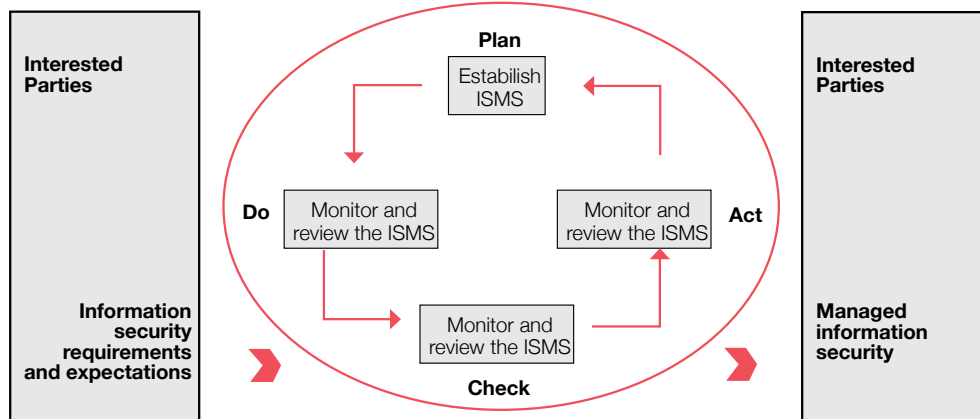 Interested
Parties
Information
security
requirements
and expectations
Plan
Estabilish
ISMS
Do
Monitor and
review the ISMS
Monitor and
review the ISMS
Act
Monitor and
review the ISMS
Check
Interested
Parties
Managed
information
security